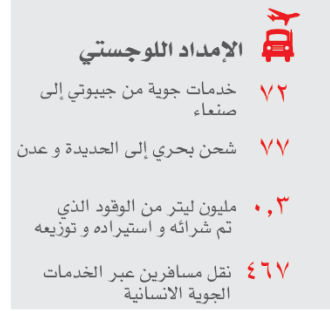 الإمداد اللوجستي
٧٢ خدمات جوية من جيبوتي إلى
صنعاء
٧٧ شحن بحري إلى الحديدة و عدن
٠,٣ مليون ليتر من الوقود الذي
تم شرائه و استيراده و توزيعه
٤٦٧ نقل مسافرين عبر الخدمات
الجوية الانسانية